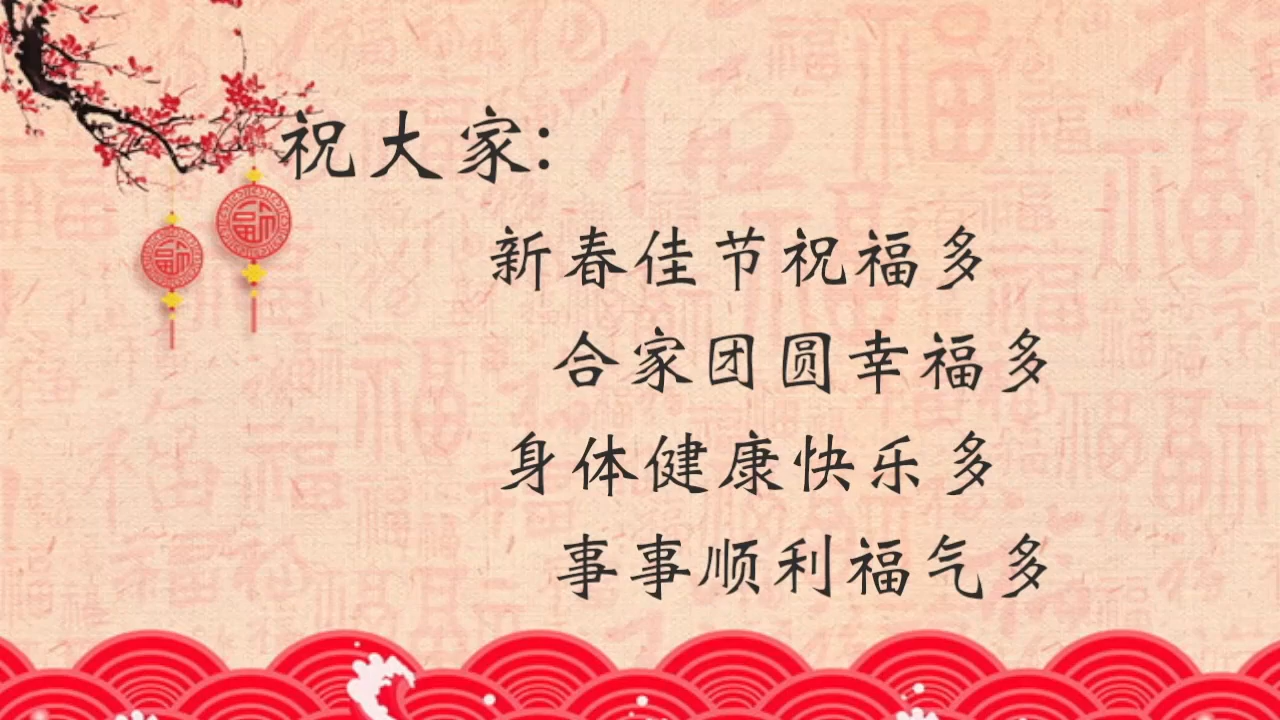 祝大家:
新春佳节祝福多
合家团圆幸福多
身体健康快乐多
事事顺利福气多